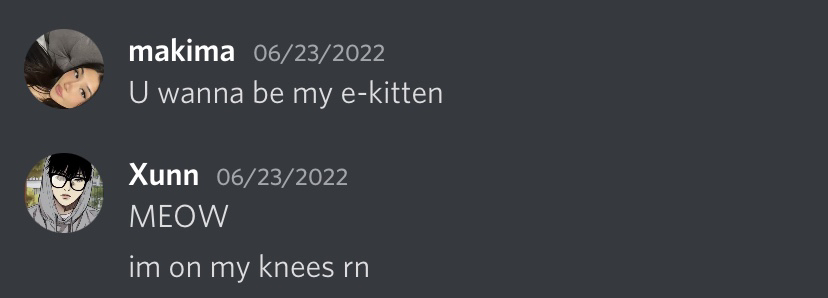 makima 06/23/2022
U wanna be my e-kitten
Xunn 06/23/2022
MEOW
im on my knees rn